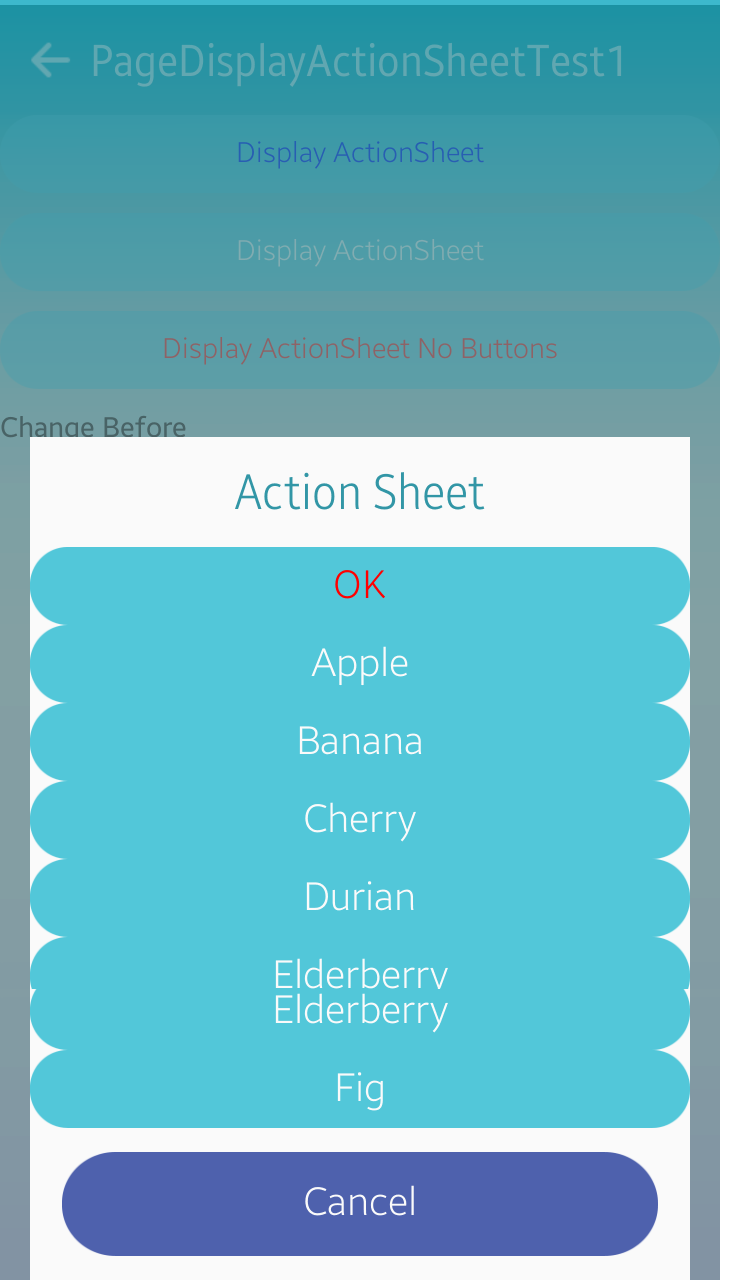 PageDisplayActionSheetTest1
Display ActionSheet
Display ActionSheet
Display ActionSheet No Buttons
Change Before
Action Sheet
OK
Apple
Banana
Cherry
Durian
Elderberry
Elderberry
Fig
Cancel